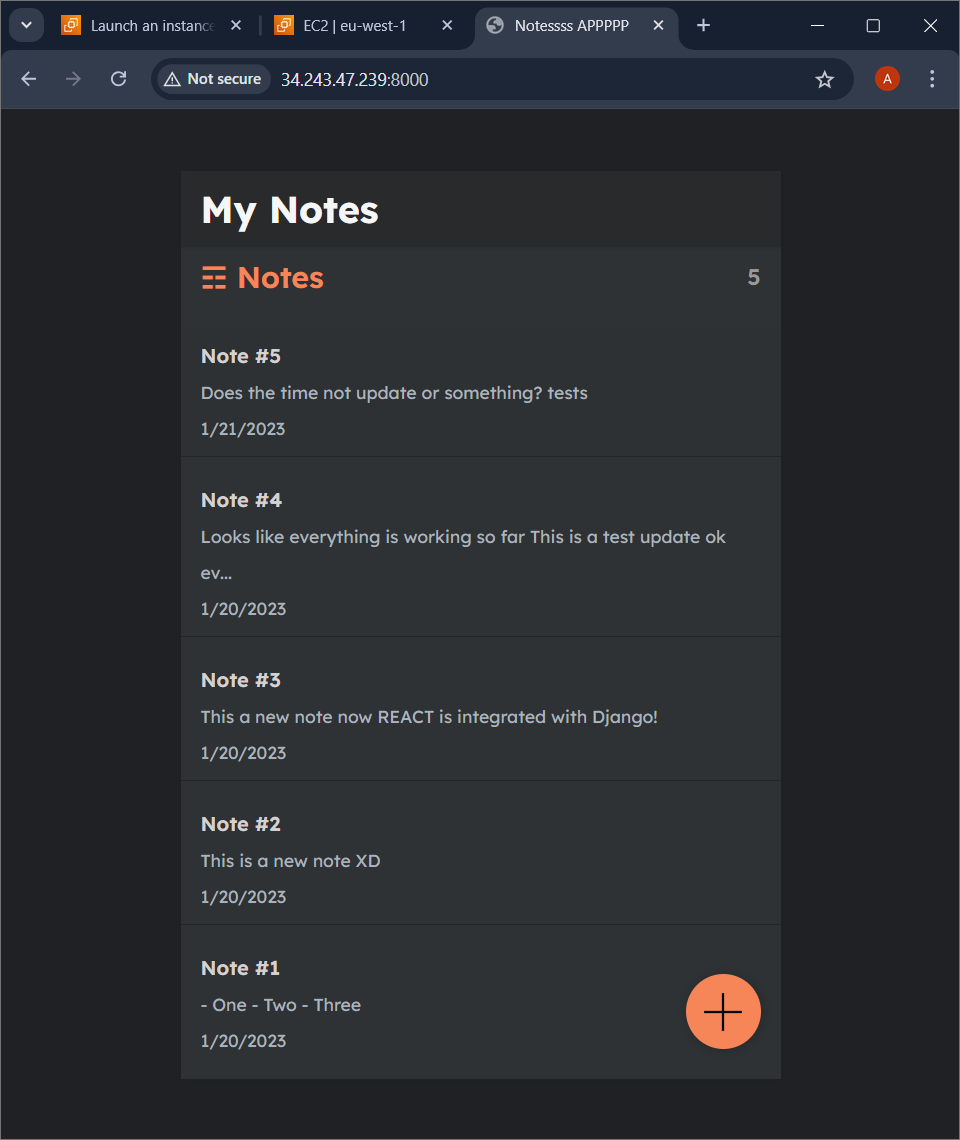 Launch an instance
EC2 | eu-west-1
Notessss APPPPP
Not secure
34.243.47.239:8000
A
My Notes
Notes
5
Note #5
Does the time not update or something? tests
1/21/2023
Note #4
Looks like everything is working so far This is a test update ok
ev...
1/20/2023
Note #3
This a new note now REACT is integrated with Django!
1/20/2023
Note #2
This is a new note XD
1/20/2023
Note #1
- One - Two - Three
1/20/2023